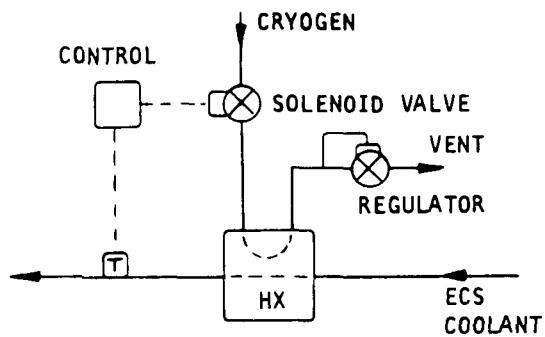 CRYOGEN
CONTROL
SOLENOID VALVE
VENT
REGULATOR
T
HX
ECS
COOLANT